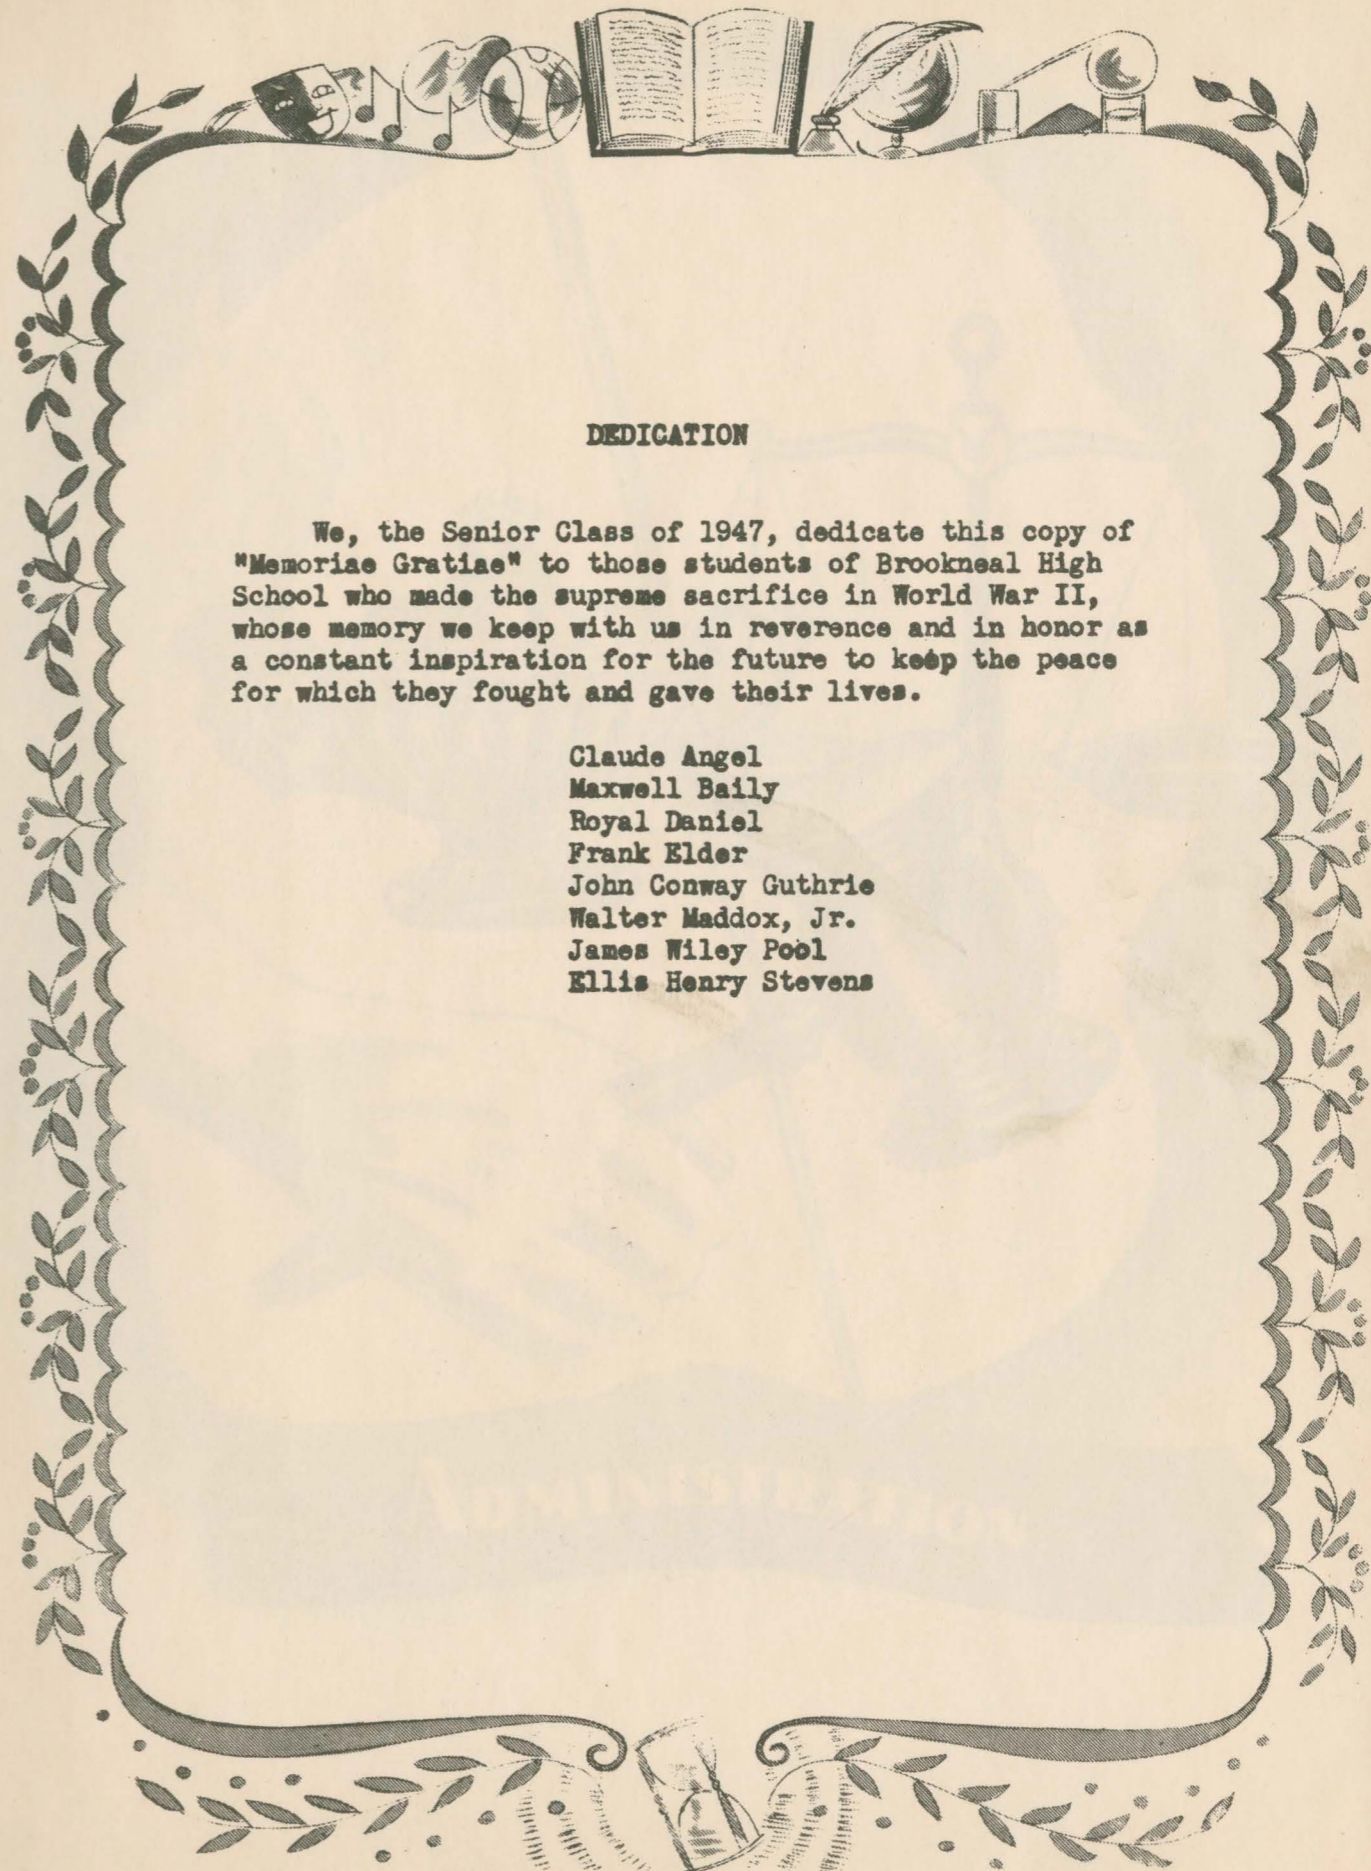 DEDICATION
We, the Senior Class of 1947, dedicate this copy of
"Memoriae Gratiae" to those students of Brookneal High
School who made the supreme sacrifice in World War II,
whose memory we keep with us in reverence and in honor as
a constant inspiration for the future to keep the peace
for which they fought and gave their lives.
Claude Angel
Maxwell Baily
Royal Daniel
Frank Elder
John Conway Guthrie
Walter Maddox, Jr.
James Wiley Pool
Ellis Henry Stevens